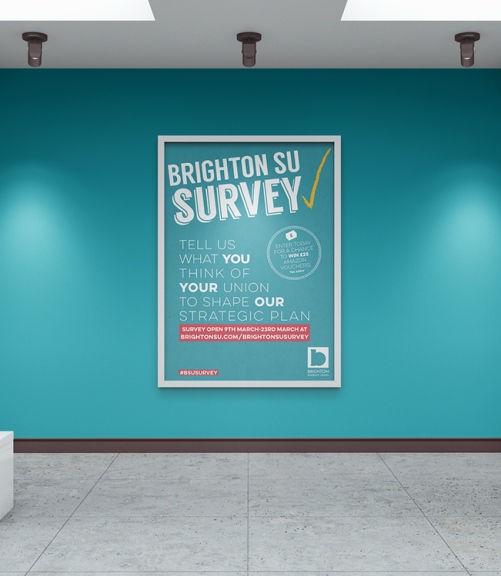 BRIGHTON SU
SURVEY
TELL US
WHAT YOU
THINK OF
YOUR UNION
TO SHAPE OUR
STRATEGIC PLAN
ENTER TODAY
FOR A CHANCE
TO WIN £25
AMAZON
VOUCHERS!
SURVEY OPEN 9TH MARCH-23RD MARCH AT
BRIGHTONSU.COM/BRIGHTONSUSURVEY
#BSUSURVEY
BRIGHTON